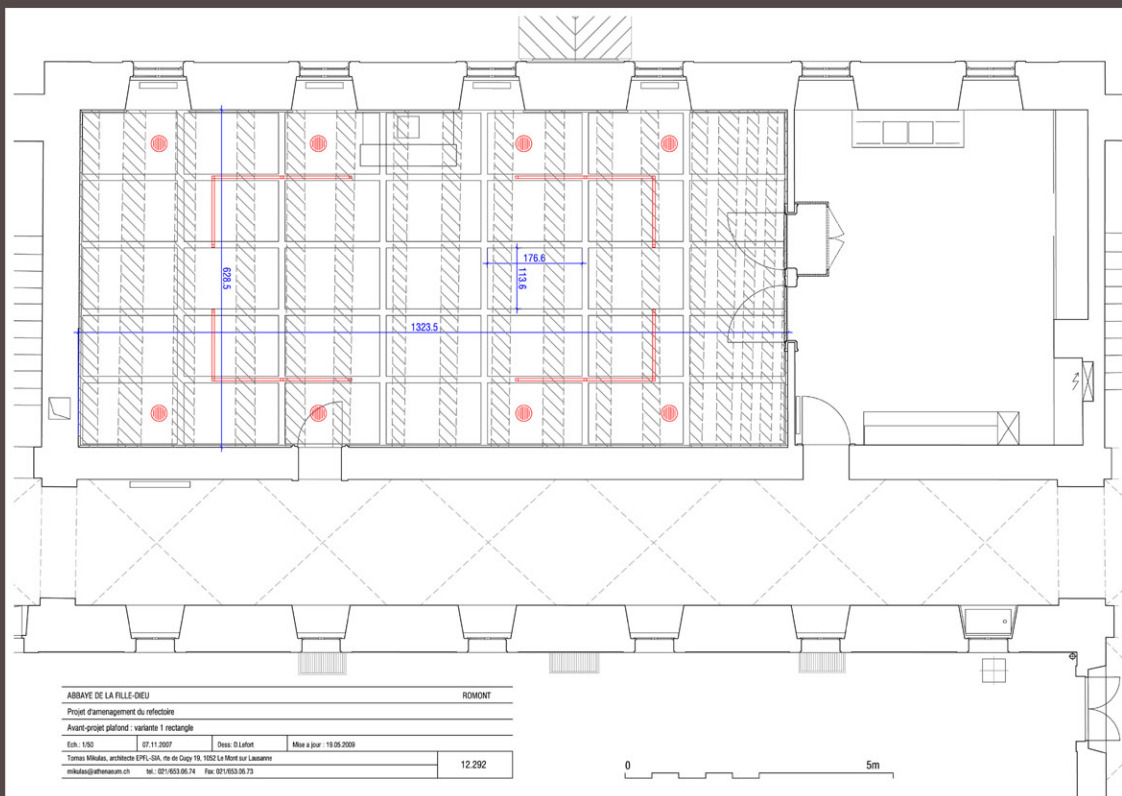 176.6
113.6
628.5
1323.5
ABBAYE DE LA FILLE-DIEU ROMONT
Projet d'amenagement du refectoire
Avant-projet plafond : variante 1 rectangle
Ech.: 1/50 07.11.2007 Dess: D.Lefort Mise a jour : 19.05.2009
Tomas Mikulas, architecte EPFL-SIA, rte de Cugy 19, 1052 Le Mont sur Lausanne
mikulas@athenaeum.ch tel.: 021/653.06.74 Fax: 021/653.06.73
12.292
0 5m